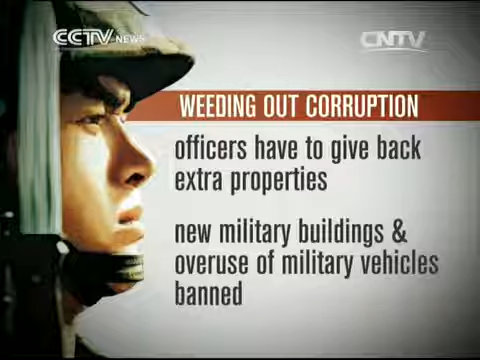 CCTV NEWS
CNTV
WEEDING OUT CORRUPTION
officers have to give back
extra properties
new military buildings &
overuse of military vehicles
banned